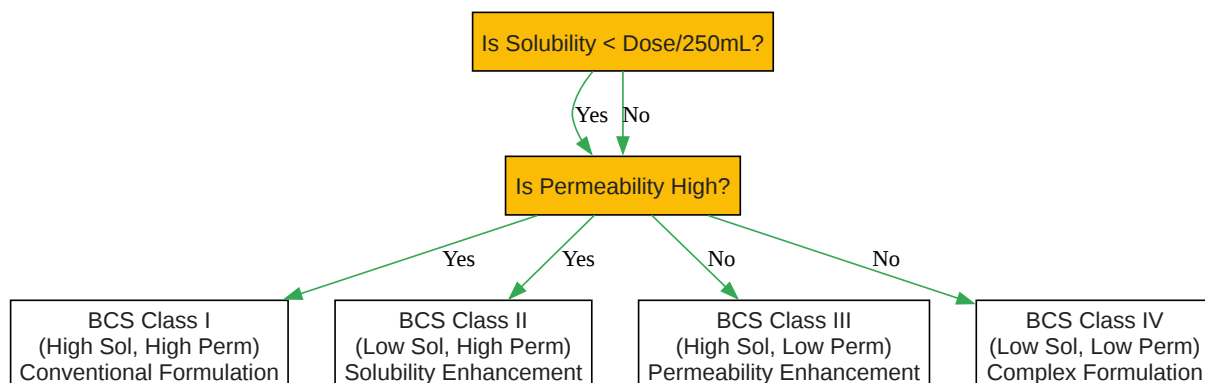 Is Solubility < Dose/250mL?
Yes
No
Is Permeability High?
Yes
Yes
No
No
BCS Class I
(High Sol, High Perm)
Conventional Formulation
BCS Class II
(Low Sol, High Perm)
Solubility Enhancement
BCS Class III
(High Sol, Low Perm)
Permeability Enhancement
BCS Class IV
(Low Sol, Low Perm)
Complex Formulation